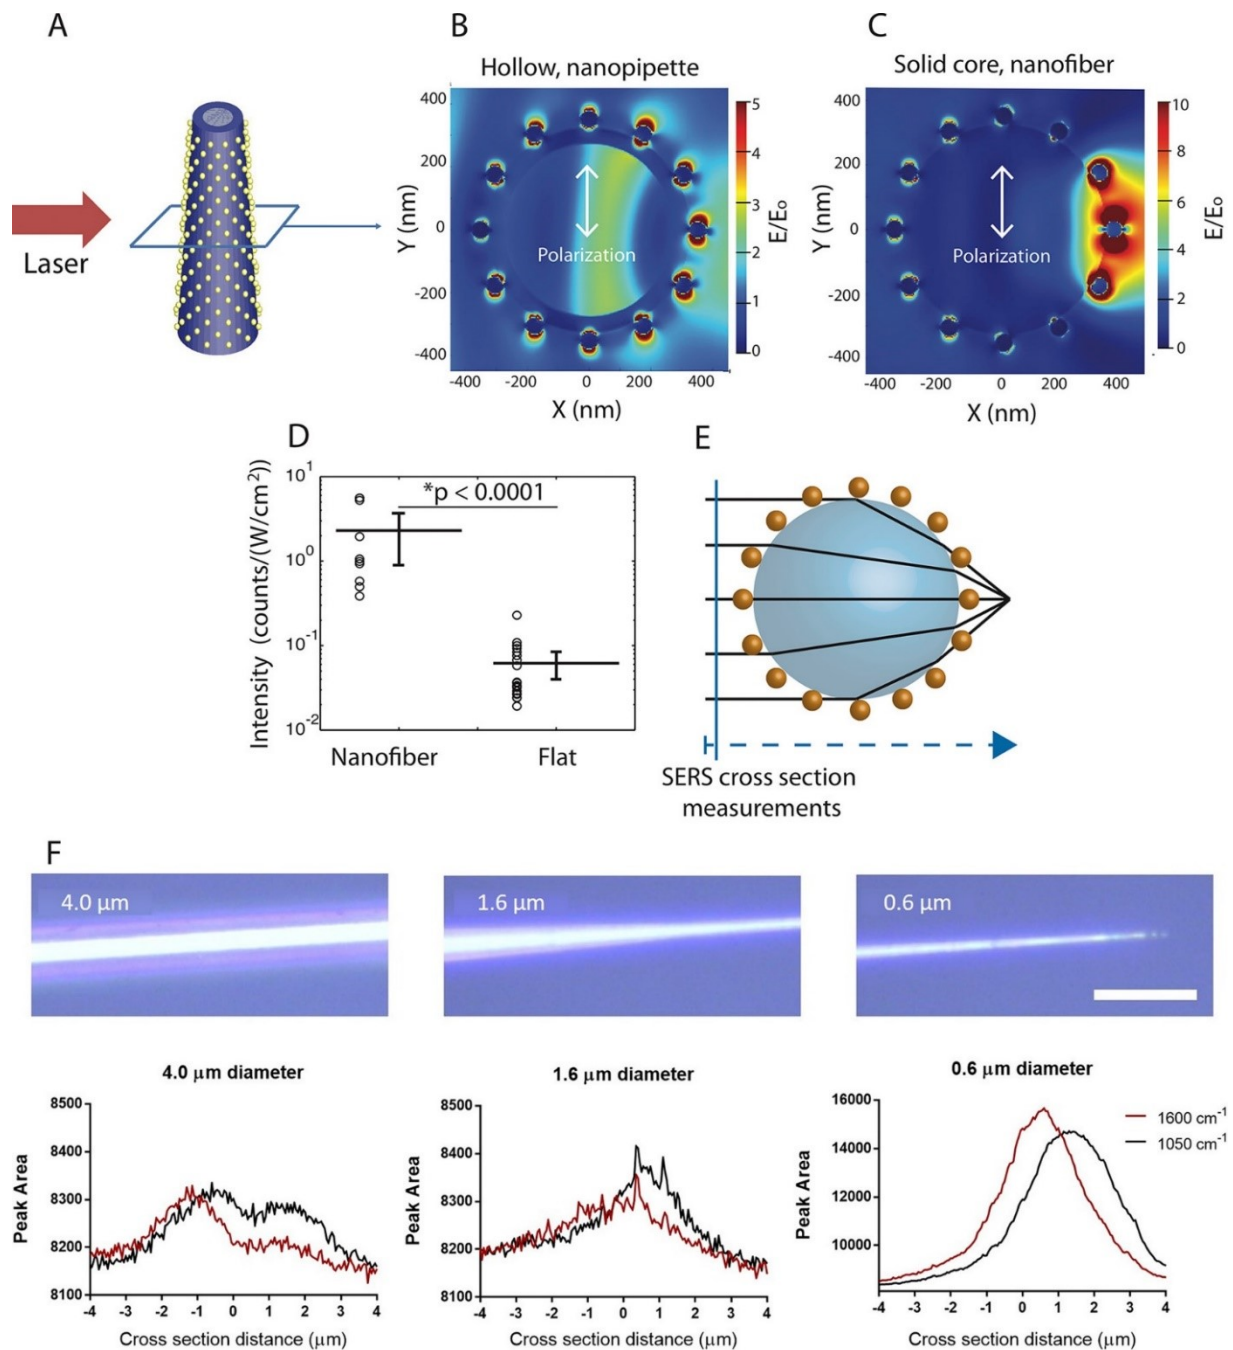 A
Laser
B
Hollow, nanopipette
400
200
0
-200
-400
Y (nm)
Polarization
-400
-200
0
200
400
X (nm)
5
4
3
2
1
0
E/E₀
C
Solid core, nanofiber
400
200
0
-200
-400
Y (nm)
Polarization
-400
-200
0
200
400
X (nm)
10
8
6
4
2
0
E/E₀
D
Intensity (counts/(W/cm²))
10¹
10⁰
10⁻¹
10⁻²
*p < 0.0001
Nanofiber
Flat
E
SERS cross section
measurements
F
4.0 μm
1.6 μm
0.6 μm
4.0 μm diameter
Peak Area
8500
8400
8300
8200
8100
-4 -3 -2 -1 0 1 2 3 4
Cross section distance (μm)
1.6 μm diameter
Peak Area
8500
8400
8300
8200
8100
-4 -3 -2 -1 0 1 2 3 4
Cross section distance (μm)
0.6 μm diameter
Peak Area
16000
14000
12000
10000
-4 -3 -2 -1 0 1 2 3 4
Cross section distance (μm)
1600 cm⁻¹
1050 cm⁻¹